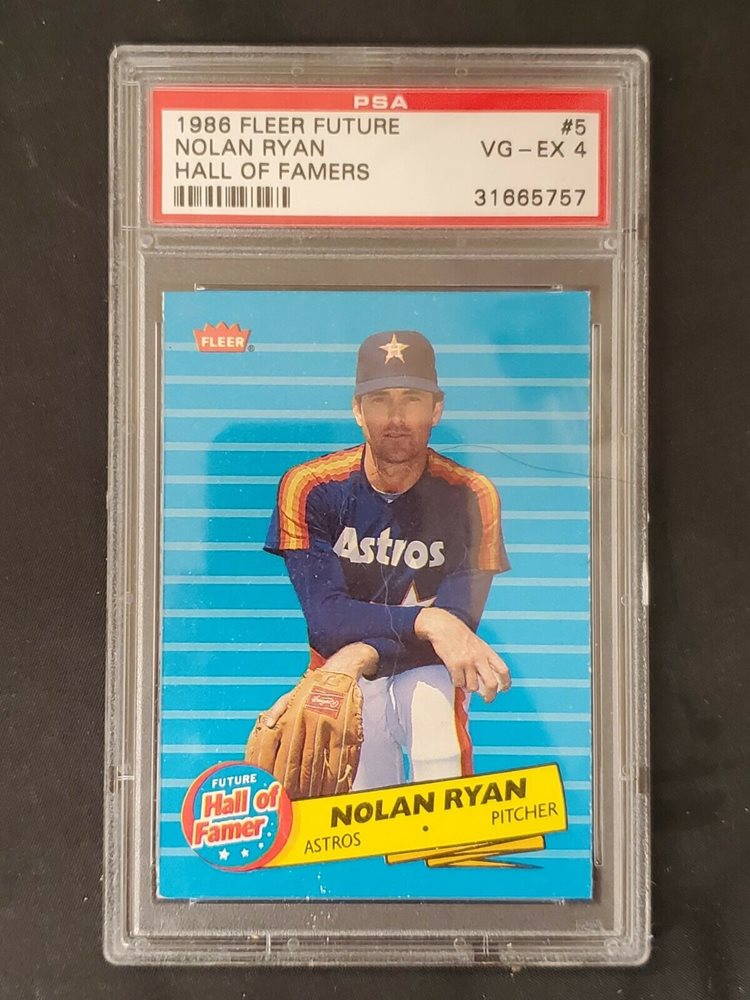 PSA
1986 FLEER FUTURE #5
NOLAN RYAN VG-EX 4
HALL OF FAMERS
31665757
FLEER®
Astros
Rawlings
FUTURE
Hall of
Famer
NOLAN RYAN
ASTROS • PITCHER